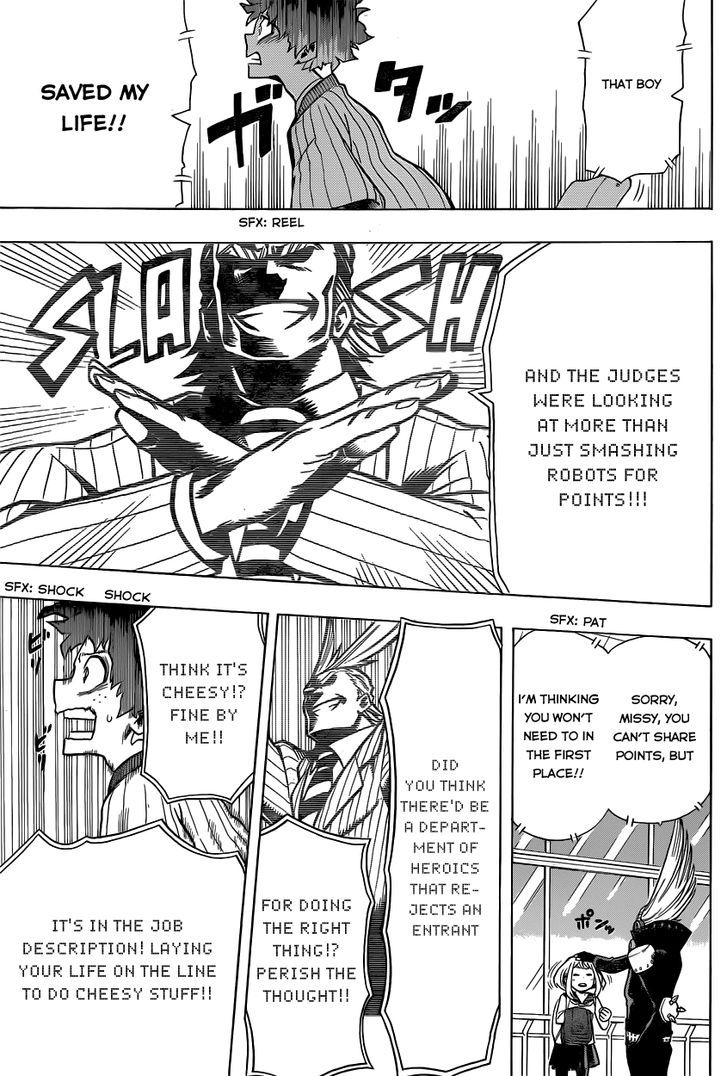 THAT BOY
ガタッ
SAVED MY
LIFE!!
SFX: REEL
AND THE JUDGES
WERE LOOKING
AT MORE THAN
JUST SMASHING
ROBOTS FOR
POINTS!!!
SLASH
SFX: PAT
SORRY,
MISSY, YOU
CAN'T SHARE
POINTS, BUT
I'M THINKING
YOU WON'T
NEED TO IN
THE FIRST
PLACE!!
ポンッ
DID
YOU THINK
THERE'D BE
A DEPART-
MENT OF
HEROICS
THAT RE-
JECTS AN
ENTRANT
FOR DOING
THE RIGHT
THING!?
PERISH THE
THOUGHT!!
SFX: SHOCK SHOCK
THINK IT'S
CHEESY!?
FINE BY
ME!!
IT'S IN THE JOB
DESCRIPTION! LAYING
YOUR LIFE ON THE LINE
TO DO CHEESY STUFF!!